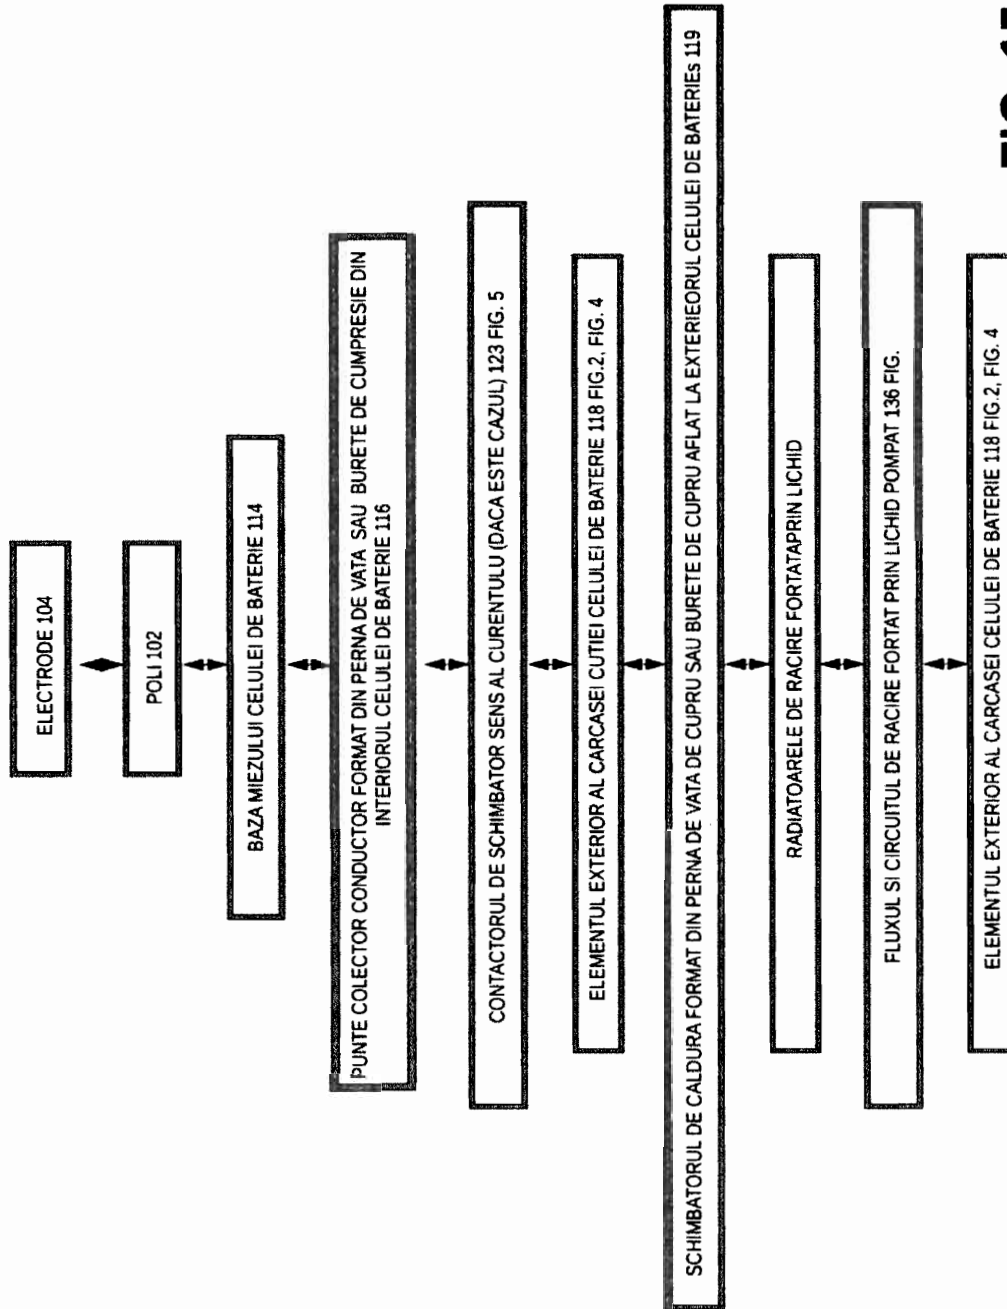 ELECTRODE 104
POLI 102
BAZA MIEZULUI CELULEI DE BATERIE 114
PUNTE COLECTOR CONDUCTOR FORMAT DIN PERNA DE VATA SAU BURETE DE CUMPRESIE DIN
INTERIORUL CELULEI DE BATERIE 116
CONTACTORUL DE SCHIMBATOR SENS AL CURENTULU (DACA ESTE CAZUL) 123 FIG. 5
ELEMENTUL EXTERIOR AL CARCASEI CUTIEI CELULEI DE BATERIE 118 FIG.2, FIG. 4
SCHIMBATORUL DE CALDURA FORMAT DIN PERNA DE VATA DE CUPRU SAU BURETE DE CUPRU AFLAT LA EXTERIEORUL CELULEI DE BATERIEs 119
RADIATOARELE DE RACIRE FORTATAPRIN LICHID
FLUXUL SI CIRCUITUL DE RACIRE FORTAT PRIN LICHID POMPAT 136 FIG.
ELEMENTUL EXTERIOR AL CARCASEI CELULEI DE BATERIE 118 FIG.2, FIG. 4